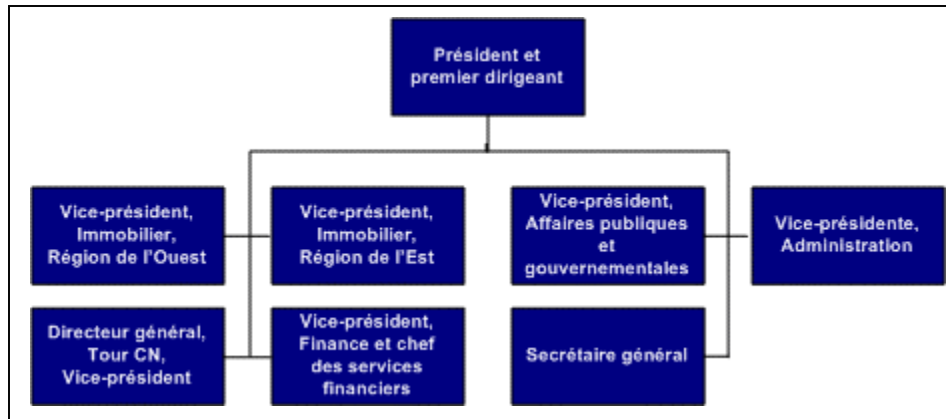 Président et
premier dirigeant
Vice-président,
Immobilier,
Région de l'Ouest
Vice-président,
Immobilier,
Région de l'Est
Vice-président,
Affaires publiques
et
gouvernementales
Vice-présidente,
Administration
Directeur général,
Tour CN,
Vice-président
Vice-président,
Finance et chef
des services
financiers
Secrétaire général